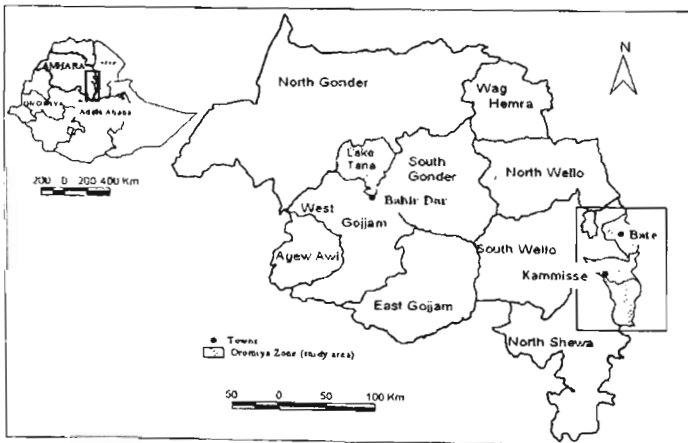 AMHARA
OROMIYA
Addis Ababa
200 0 200 400 Km
N
North Gonder
Wag
Hemra
Lake
Tana
South
Gonder
North Wello
Bahir Dar
West
Gojjam
Bate
Agew Awi
South Wello
Kammisse
East Gojjam
North Shewa
Towns
Oromiya Zone (study area)
50 0 50 100 Km